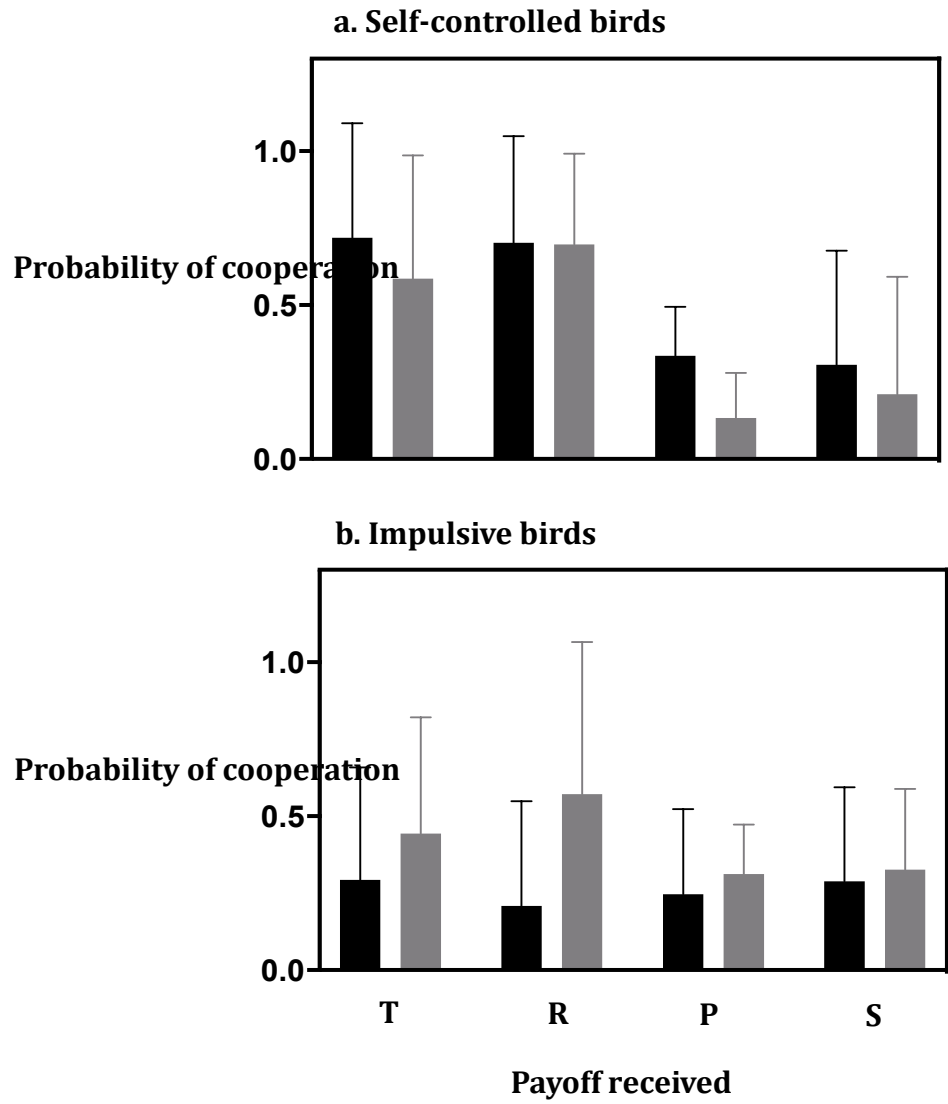 a. Self-controlled birds
1.0
Probability of cooperation
0.5
0.0
b. Impulsive birds
1.0
Probability of cooperation
0.5
0.0
T R P S
Payoff received